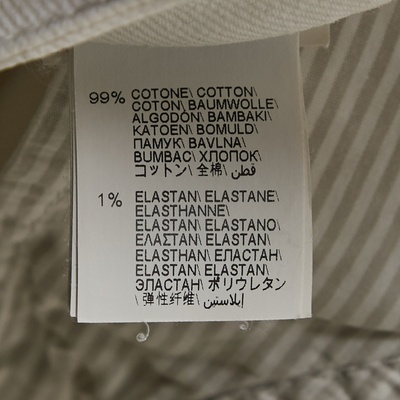 99% COTONE\ COTTON\
COTON\ BAUMWOLLE\
ALGODÓN\ BAMBAKI\
KATOEN\ BOMULD\
ПАМУК\ BAVLNA\
BUMBAC\ ХЛОПОК\
コットン\ 全棉\ قطن\
1% ELASTAN\ ELASTANE\
ELASTHANNE\
ELASTAN\ ELASTANO\
ΕΛΑΣΤΑΝ\ ELASTAN\
ELASTHAN\ ЕЛАСТАН\
ELASTAN\ ELASTAN\
ЭЛАСТАН\ ポリウレタン
\ 弹性纤维\ إيلاستين\